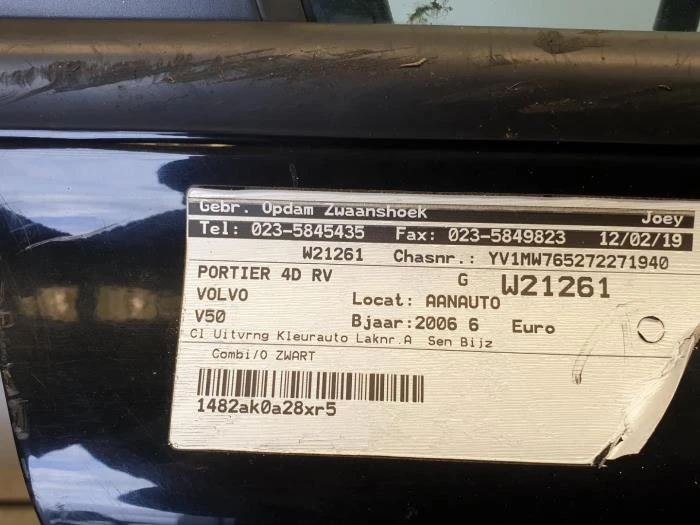 Gebr. Opdam Zwaanshoek Joey
Tel: 023-5845435 Fax: 023-5849823 12/02/19
W21261 Chasnr.: YV1MW765272271940
PORTIER 4D RV G W21261
VOLVO Locat: AANAUTO
V50 Bjaar:2006 6 Euro
Cl Uitvrng Kleurauto Laknr.A Sen Bijz
Combi/O ZWART
1482ak0a28xr5